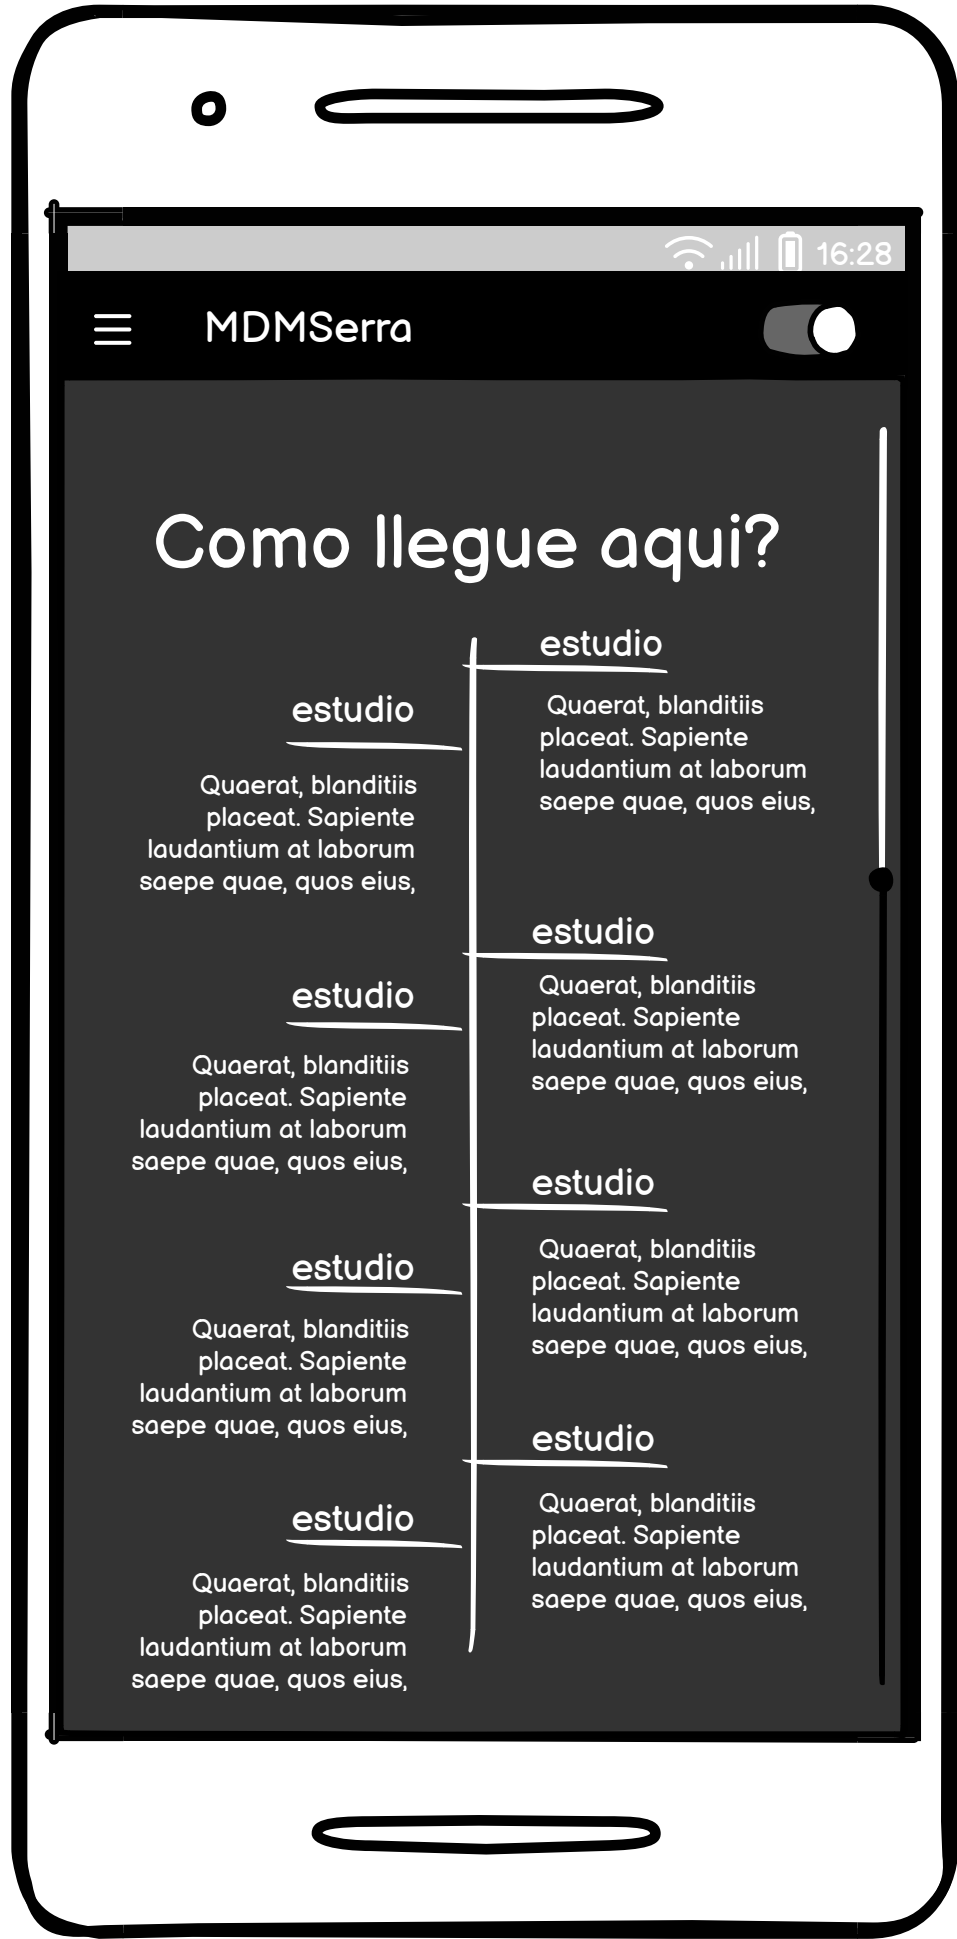 16:28
MDMSerra
Como llegue aqui?
estudio
Quaerat, blanditiis
placeat. Sapiente
laudantium at laborum
saepe quae, quos eius,
estudio
Quaerat, blanditiis
placeat. Sapiente
laudantium at laborum
saepe quae, quos eius,
estudio
Quaerat, blanditiis
placeat. Sapiente
laudantium at laborum
saepe quae, quos eius,
estudio
Quaerat, blanditiis
placeat. Sapiente
laudantium at laborum
saepe quae, quos eius,
estudio
Quaerat, blanditiis
placeat. Sapiente
laudantium at laborum
saepe quae, quos eius,
estudio
Quaerat, blanditiis
placeat. Sapiente
laudantium at laborum
saepe quae, quos eius,
estudio
Quaerat, blanditiis
placeat. Sapiente
laudantium at laborum
saepe quae, quos eius,
estudio
Quaerat, blanditiis
placeat. Sapiente
laudantium at laborum
saepe quae, quos eius,